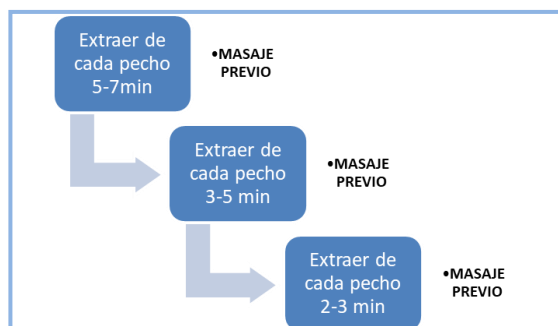 Extraer de
cada pecho
5-7min
•MASAJE
PREVIO
Extraer de
cada pecho
3-5 min
•MASAJE
PREVIO
Extraer de
cada pecho
2-3 min
•MASAJE
PREVIO